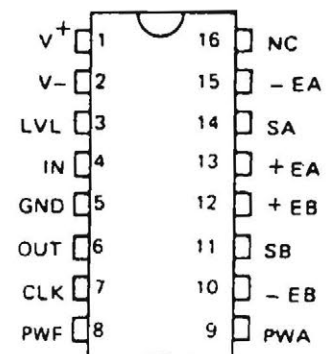 V+ 1 16 NC
V- 2 15 -EA
LVL 3 14 SA
IN 4 13 +EA
GND 5 12 +EB
OUT 6 11 SB
CLK 7 10 -EB
PWF 8 9 PWA